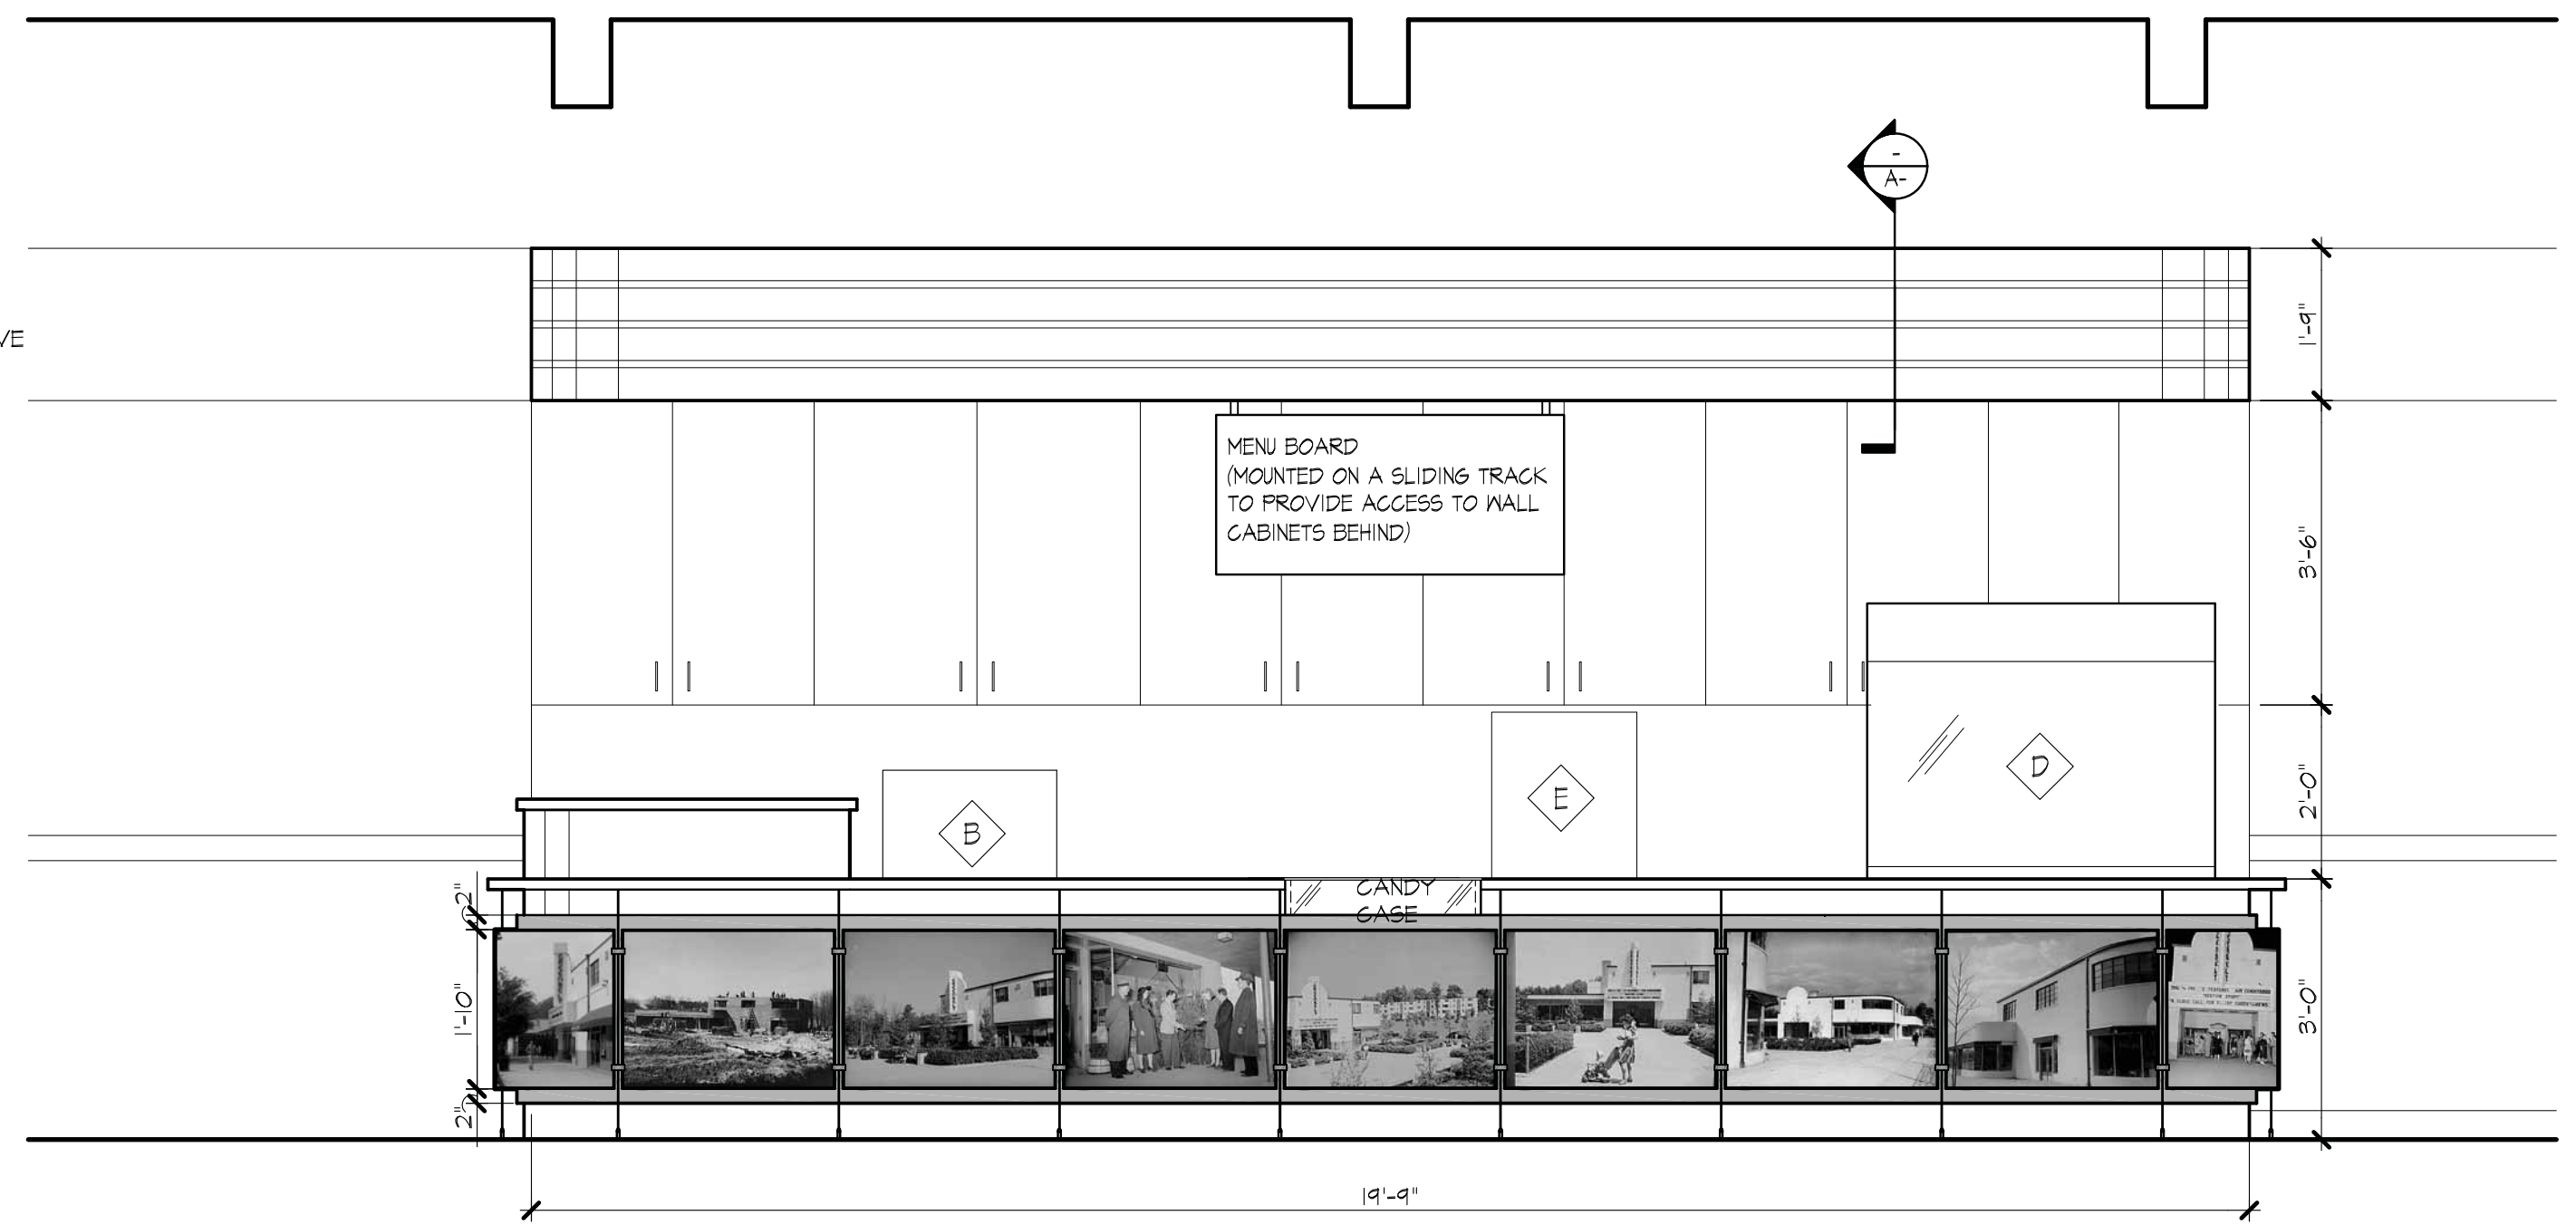 -
A-
VE
1'-9"
MENU BOARD
(MOUNTED ON A SLIDING TRACK
TO PROVIDE ACCESS TO WALL
CABINETS BEHIND)
3'-6"
B
E
D
2'-0"
2"
CANDY
CASE
1'-10"
3'-0"
2"
19'-9"